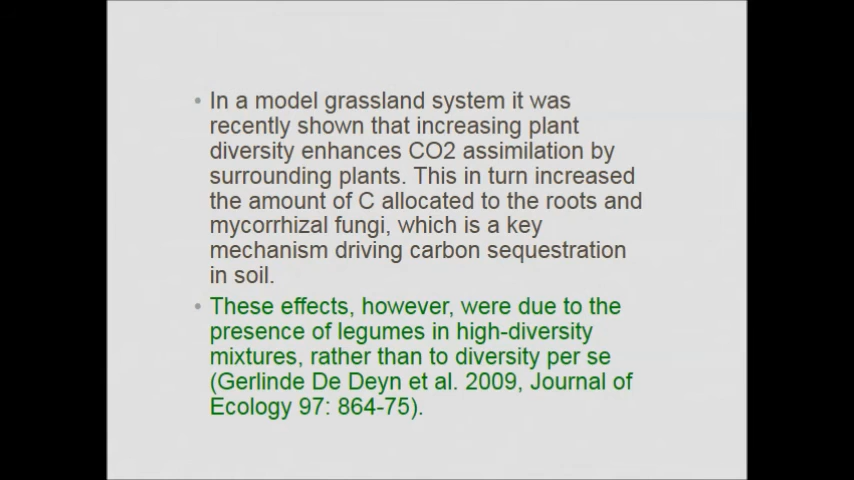 • In a model grassland system it was
recently shown that increasing plant
diversity enhances CO2 assimilation by
surrounding plants. This in turn increased
the amount of C allocated to the roots and
mycorrhizal fungi, which is a key
mechanism driving carbon sequestration
in soil.
• These effects, however, were due to the
presence of legumes in high-diversity
mixtures, rather than to diversity per se
(Gerlinde De Deyn et al. 2009, Journal of
Ecology 97: 864-75).